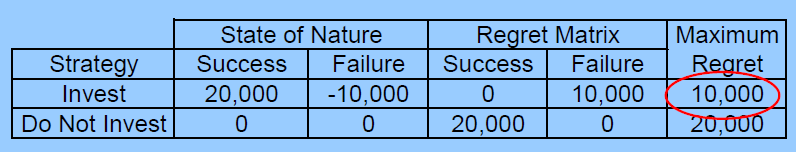 State of Nature Regret Matrix Maximum
Strategy Success Failure Success Failure Regret
Invest 20,000 -10,000 0 10,000 10,000
Do Not Invest 0 0 20,000 0 20,000